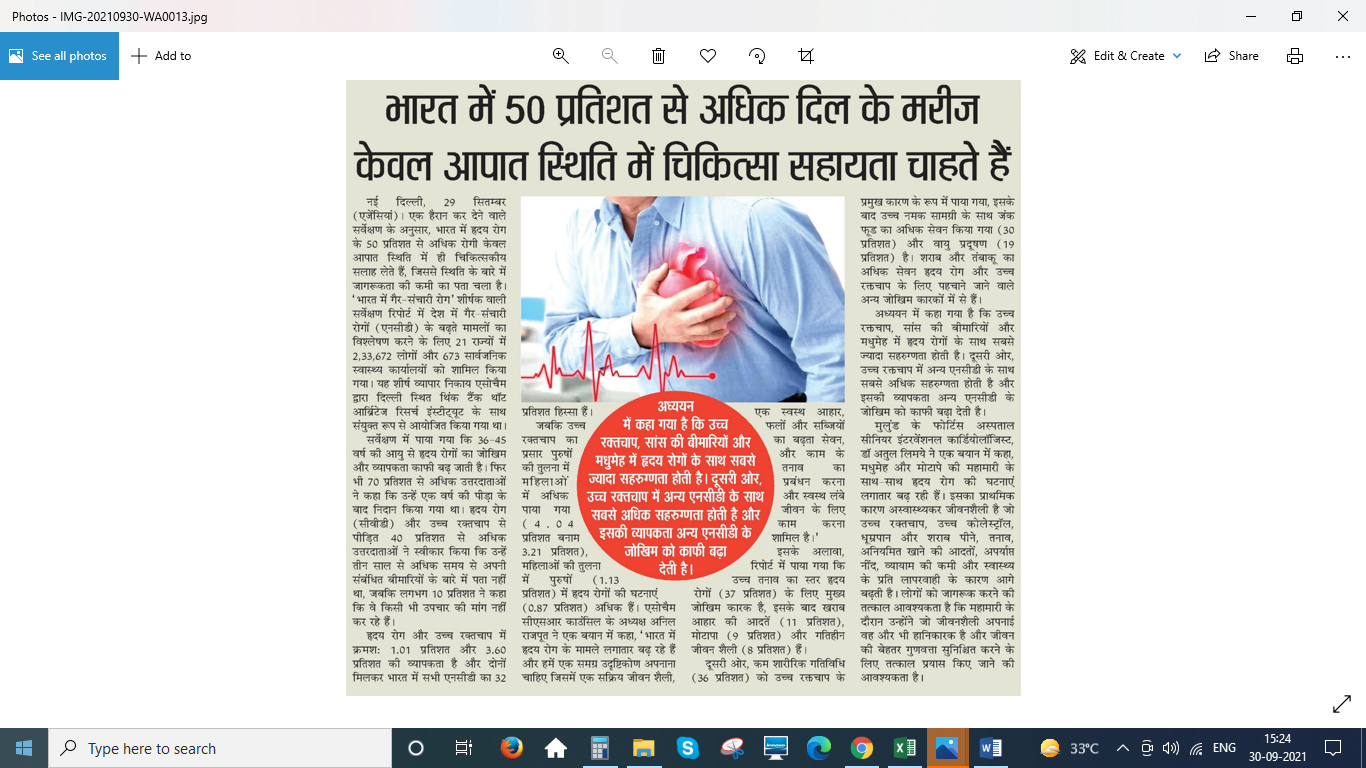 Photos - IMG-20210930-WA0013.jpg
See all photos
Add to
Edit & Create
Share
भारत में 50 प्रतिशत से अधिक दिल के मरीज
केवल आपात स्थिति में चिकित्सा सहायता चाहते हैं
नई दिल्ली, 29 सितम्बर
(एजेंसियां)। एक हैरान कर देने वाले
सर्वेक्षण के अनुसार, भारत में हृदय रोग
के 50 प्रतिशत से अधिक रोगी केवल
आपात स्थिति में ही चिकित्सकीय
सलाह लेते हैं, जिससे स्थिति के बारे में
जागरूकता की कमी का पता चला है।
'भारत में गैर-संचारी रोग' शीर्षक वाली
सर्वेक्षण रिपोर्ट में देश में गैर-संचारी
रोगों (एनसीडी) के बढ़ते मामलों का
विश्लेषण करने के लिए 21 राज्यों में
2,33,672 लोगों और 673 सार्वजनिक
स्वास्थ्य कार्यालयों को शामिल किया
गया। यह शीर्ष व्यापार निकाय एसोचैम
द्वारा दिल्ली स्थित थिंक टैंक थॉट
आर्बिट्रेज रिसर्च इंस्टीट्यूट के साथ
संयुक्त रूप से आयोजित किया गया था।
सर्वेक्षण में पाया गया कि 36-45
वर्ष की आयु से हृदय रोगों का जोखिम
और व्यापकता काफी बढ़ जाती है। फिर
भी 70 प्रतिशत से अधिक उत्तरदाताओं
ने कहा कि उन्हें एक वर्ष की पीड़ा के
बाद निदान किया गया था। हृदय रोग
(सीवीडी) और उच्च रक्तचाप से
पीड़ित 40 प्रतिशत से अधिक
उत्तरदाताओं ने स्वीकार किया कि उन्हें
तीन साल से अधिक समय से अपनी
संबंधित बीमारियों के बारे में पता नहीं
था, जबकि लगभग 10 प्रतिशत ने कहा
कि वे किसी भी उपचार की मांग नहीं
कर रहे हैं।
हृदय रोग और उच्च रक्तचाप में
क्रमश: 1.01 प्रतिशत और 3.60
प्रतिशत की व्यापकता है और दोनों
मिलकर भारत में सभी एनसीडी का 32
प्रतिशत हिस्सा हैं।
जबकि उच्च
रक्तचाप का
प्रसार पुरुषों
की तुलना में
महिलाओं
में अधिक
पाया गया
(4.04
प्रतिशत बनाम
3.21 प्रतिशत),
महिलाओं की तुलना
में पुरुषों (1.13
प्रतिशत) में हृदय रोगों की घटनाएं
(0.87 प्रतिशत) अधिक हैं। एसोचैम
सीएसआर काउंसिल के अध्यक्ष अनिल
राजपूत ने एक बयान में कहा, 'भारत में
हृदय रोग के मामले लगातार बढ़ रहे हैं
और हमें एक समग्र उदृष्टिकोण अपनाना
चाहिए जिसमें एक सक्रिय जीवन शैली,
अध्ययन
में कहा गया है कि उच्च
रक्तचाप, सांस की बीमारियों और
मधुमेह में हृदय रोगों के साथ सबसे
ज्यादा सहरुग्णता होती है। दूसरी ओर,
उच्च रक्तचाप में अन्य एनसीडी के साथ
सबसे अधिक सहरुग्णता होती है और
इसकी व्यापकता अन्य एनसीडी के
जोखिम को काफी बढ़ा
देती है।
एक स्वस्थ आहार,
फलों और सब्जियों
का बढ़ता सेवन,
और काम के
तनाव का
प्रबंधन करना
और स्वस्थ लंबे
जीवन के लिए
काम करना
शामिल है।'
इसके अलावा,
रिपोर्ट में पाया गया कि
उच्च तनाव का स्तर हृदय
रोगों (37 प्रतिशत) के लिए मुख्य
जोखिम कारक है, इसके बाद खराब
आहार की आदतें (11 प्रतिशत),
मोटापा (9 प्रतिशत) और गतिहीन
जीवन शैली (8 प्रतिशत) हैं।
दूसरी ओर, कम शारीरिक गतिविधि
(36 प्रतिशत) को उच्च रक्तचाप के
प्रमुख कारण के रूप में पाया गया, इसके
बाद उच्च नमक सामग्री के साथ जंक
फूड का अधिक सेवन किया गया (30
प्रतिशत) और वायु प्रदूषण (19
प्रतिशत) है। शराब और तंबाकू का
अधिक सेवन हृदय रोग और उच्च
रक्तचाप के लिए पहचाने जाने वाले
अन्य जोखिम कारकों में से हैं।
अध्ययन में कहा गया है कि उच्च
रक्तचाप, सांस की बीमारियों और
मधुमेह में हृदय रोगों के साथ सबसे
ज्यादा सहरुग्णता होती है। दूसरी ओर,
उच्च रक्तचाप में अन्य एनसीडी के साथ
सबसे अधिक सहरुग्णता होती है और
इसकी व्यापकता अन्य एनसीडी के
जोखिम को काफी बढ़ा देती है।
मुलुंड के फोर्टिस अस्पताल
सीनियर इंटरवेंशनल कार्डियोलॉजिस्ट,
डॉ अतुल लिमये ने एक बयान में कहा,
मधुमेह और मोटापे की महामारी के
साथ-साथ हृदय रोग की घटनाएं
लगातार बढ़ रही हैं। इसका प्राथमिक
कारण अस्वास्थ्यकर जीवनशैली है जो
उच्च रक्तचाप, उच्च कोलेस्ट्रॉल,
धूम्रपान और शराब पीने, तनाव,
अनियमित खाने की आदतों, अपर्याप्त
नींद, व्यायाम की कमी और स्वास्थ्य
के प्रति लापरवाही के कारण आगे
बढ़ती है। लोगों को जागरूक करने की
तत्काल आवश्यकता है कि महामारी के
दौरान उन्होंने जो जीवनशैली अपनाई
वह और भी हानिकारक है और जीवन
की बेहतर गुणवत्ता सुनिश्चित करने के
लिए तत्काल प्रयास किए जाने की
आवश्यकता है।
Type here to search
33°C
ENG
15:24
30-09-2021